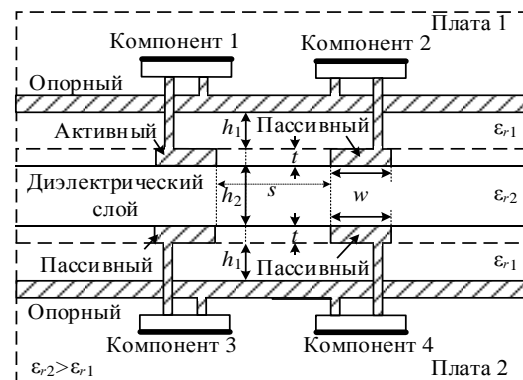 Плата 1
Компонент 1
Компонент 2
Опорный
Активный
h1
Пассивный
εr1
t
Диэлектрический
слой
h2
s
w
εr2
t
Пассивный
h1
Пассивный
εr1
Опорный
Компонент 3
Компонент 4
εr2>εr1
Плата 2